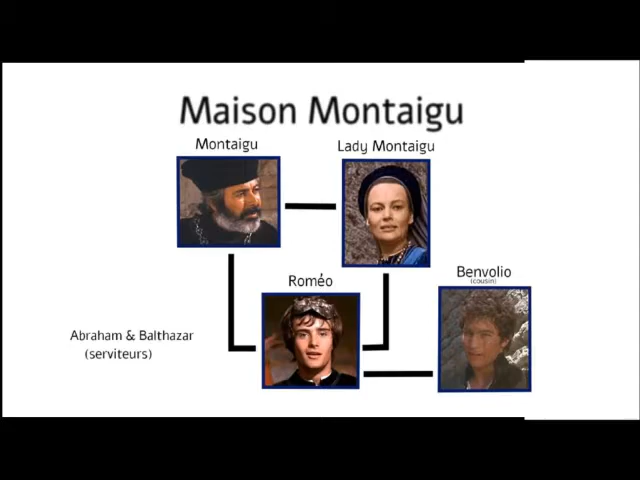 Maison Montaigu
Montaigu
Lady Montaigu
Roméo
Benvolio
(cousin)
Abraham & Balthazar
(serviteurs)